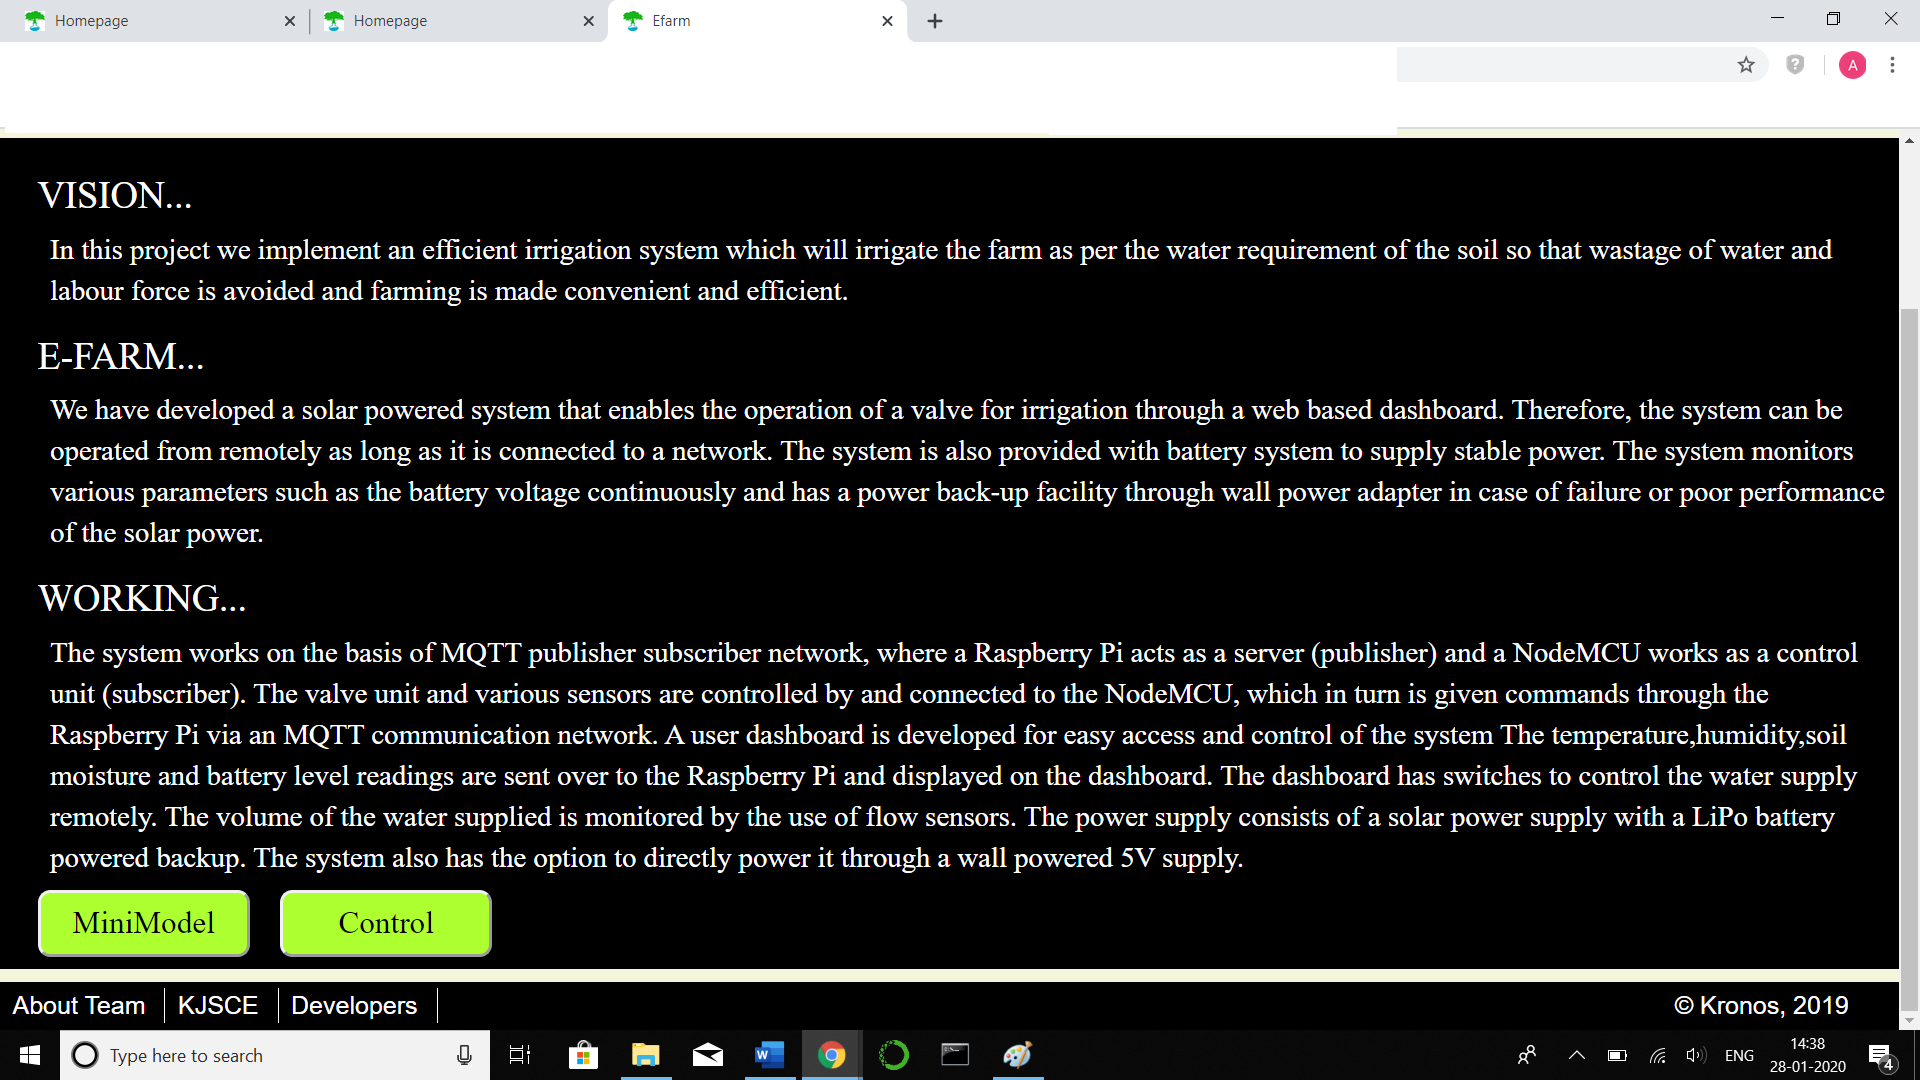 Homepage
Homepage
Efarm
A
VISION...
In this project we implement an efficient irrigation system which will irrigate the farm as per the water requirement of the soil so that wastage of water and
labour force is avoided and farming is made convenient and efficient.
E-FARM...
We have developed a solar powered system that enables the operation of a valve for irrigation through a web based dashboard. Therefore, the system can be
operated from remotely as long as it is connected to a network. The system is also provided with battery system to supply stable power. The system monitors
various parameters such as the battery voltage continuously and has a power back-up facility through wall power adapter in case of failure or poor performance
of the solar power.
WORKING...
The system works on the basis of MQTT publisher subscriber network, where a Raspberry Pi acts as a server (publisher) and a NodeMCU works as a control
unit (subscriber). The valve unit and various sensors are controlled by and connected to the NodeMCU, which in turn is given commands through the
Raspberry Pi via an MQTT communication network. A user dashboard is developed for easy access and control of the system The temperature,humidity,soil
moisture and battery level readings are sent over to the Raspberry Pi and displayed on the dashboard. The dashboard has switches to control the water supply
remotely. The volume of the water supplied is monitored by the use of flow sensors. The power supply consists of a solar power supply with a LiPo battery
powered backup. The system also has the option to directly power it through a wall powered 5V supply.
MiniModel
Control
About Team
KJSCE
Developers
© Kronos, 2019
Type here to search
W
ENG
14:38
28-01-2020
4